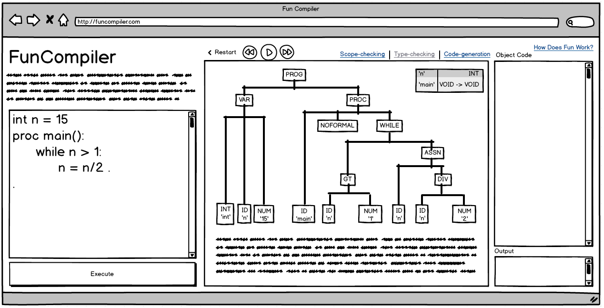 Fun Compiler
http://funcompiler.com
How Does Fun Work?
FunCompiler
Restart
Scope-checking | Type-checking | Code-generation
Object Code
int n = 15
proc main():
while n > 1:
n = n/2 .
.
PROG
'n' INT
'main' VOID -> VOID
VAR PROC
NOFORMAL WHILE
ASSN
GT DIV
INT 'int'
ID 'n'
NUM '15'
ID 'main'
ID 'n'
NUM '1'
ID 'n'
ID 'n'
NUM '2'
Output
Execute